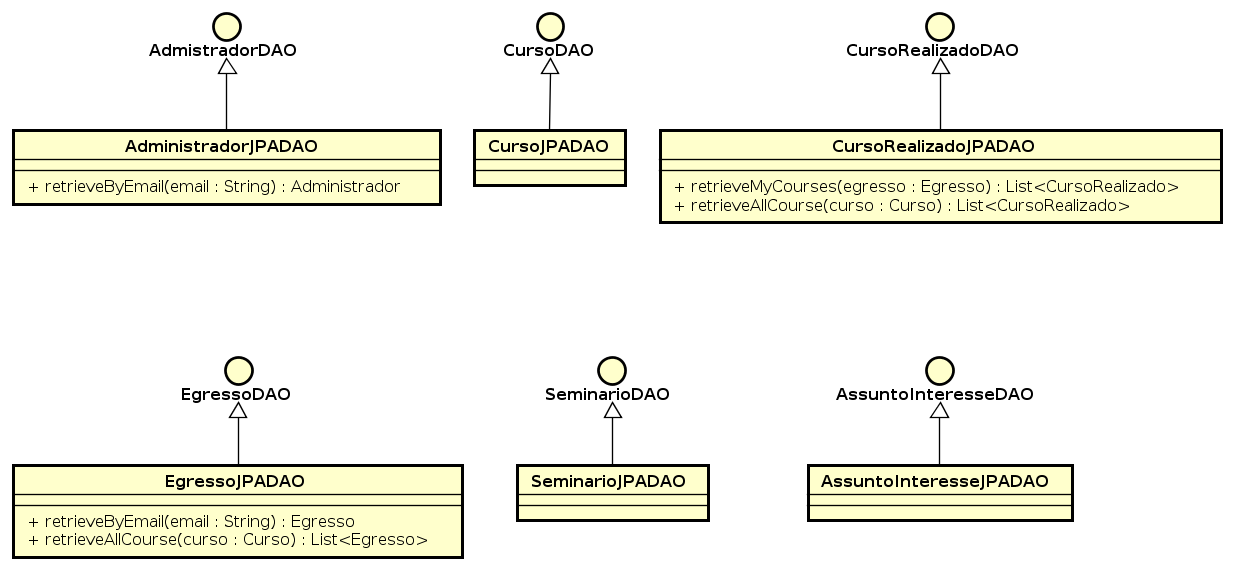 AdmistradorDAO
CursoDAO
CursoRealizadoDAO
AdministradorJPADAO
+ retrieveByEmail(email : String) : Administrador
CursoJPADAO
CursoRealizadoJPADAO
+ retrieveMyCourses(egresso : Egresso) : List<CursoRealizado>
+ retrieveAllCourse(curso : Curso) : List<CursoRealizado>
EgressoDAO
SeminarioDAO
AssuntoInteresseDAO
EgressoJPADAO
+ retrieveByEmail(email : String) : Egresso
+ retrieveAllCourse(curso : Curso) : List<Egresso>
SeminarioJPADAO
AssuntoInteresseJPADAO